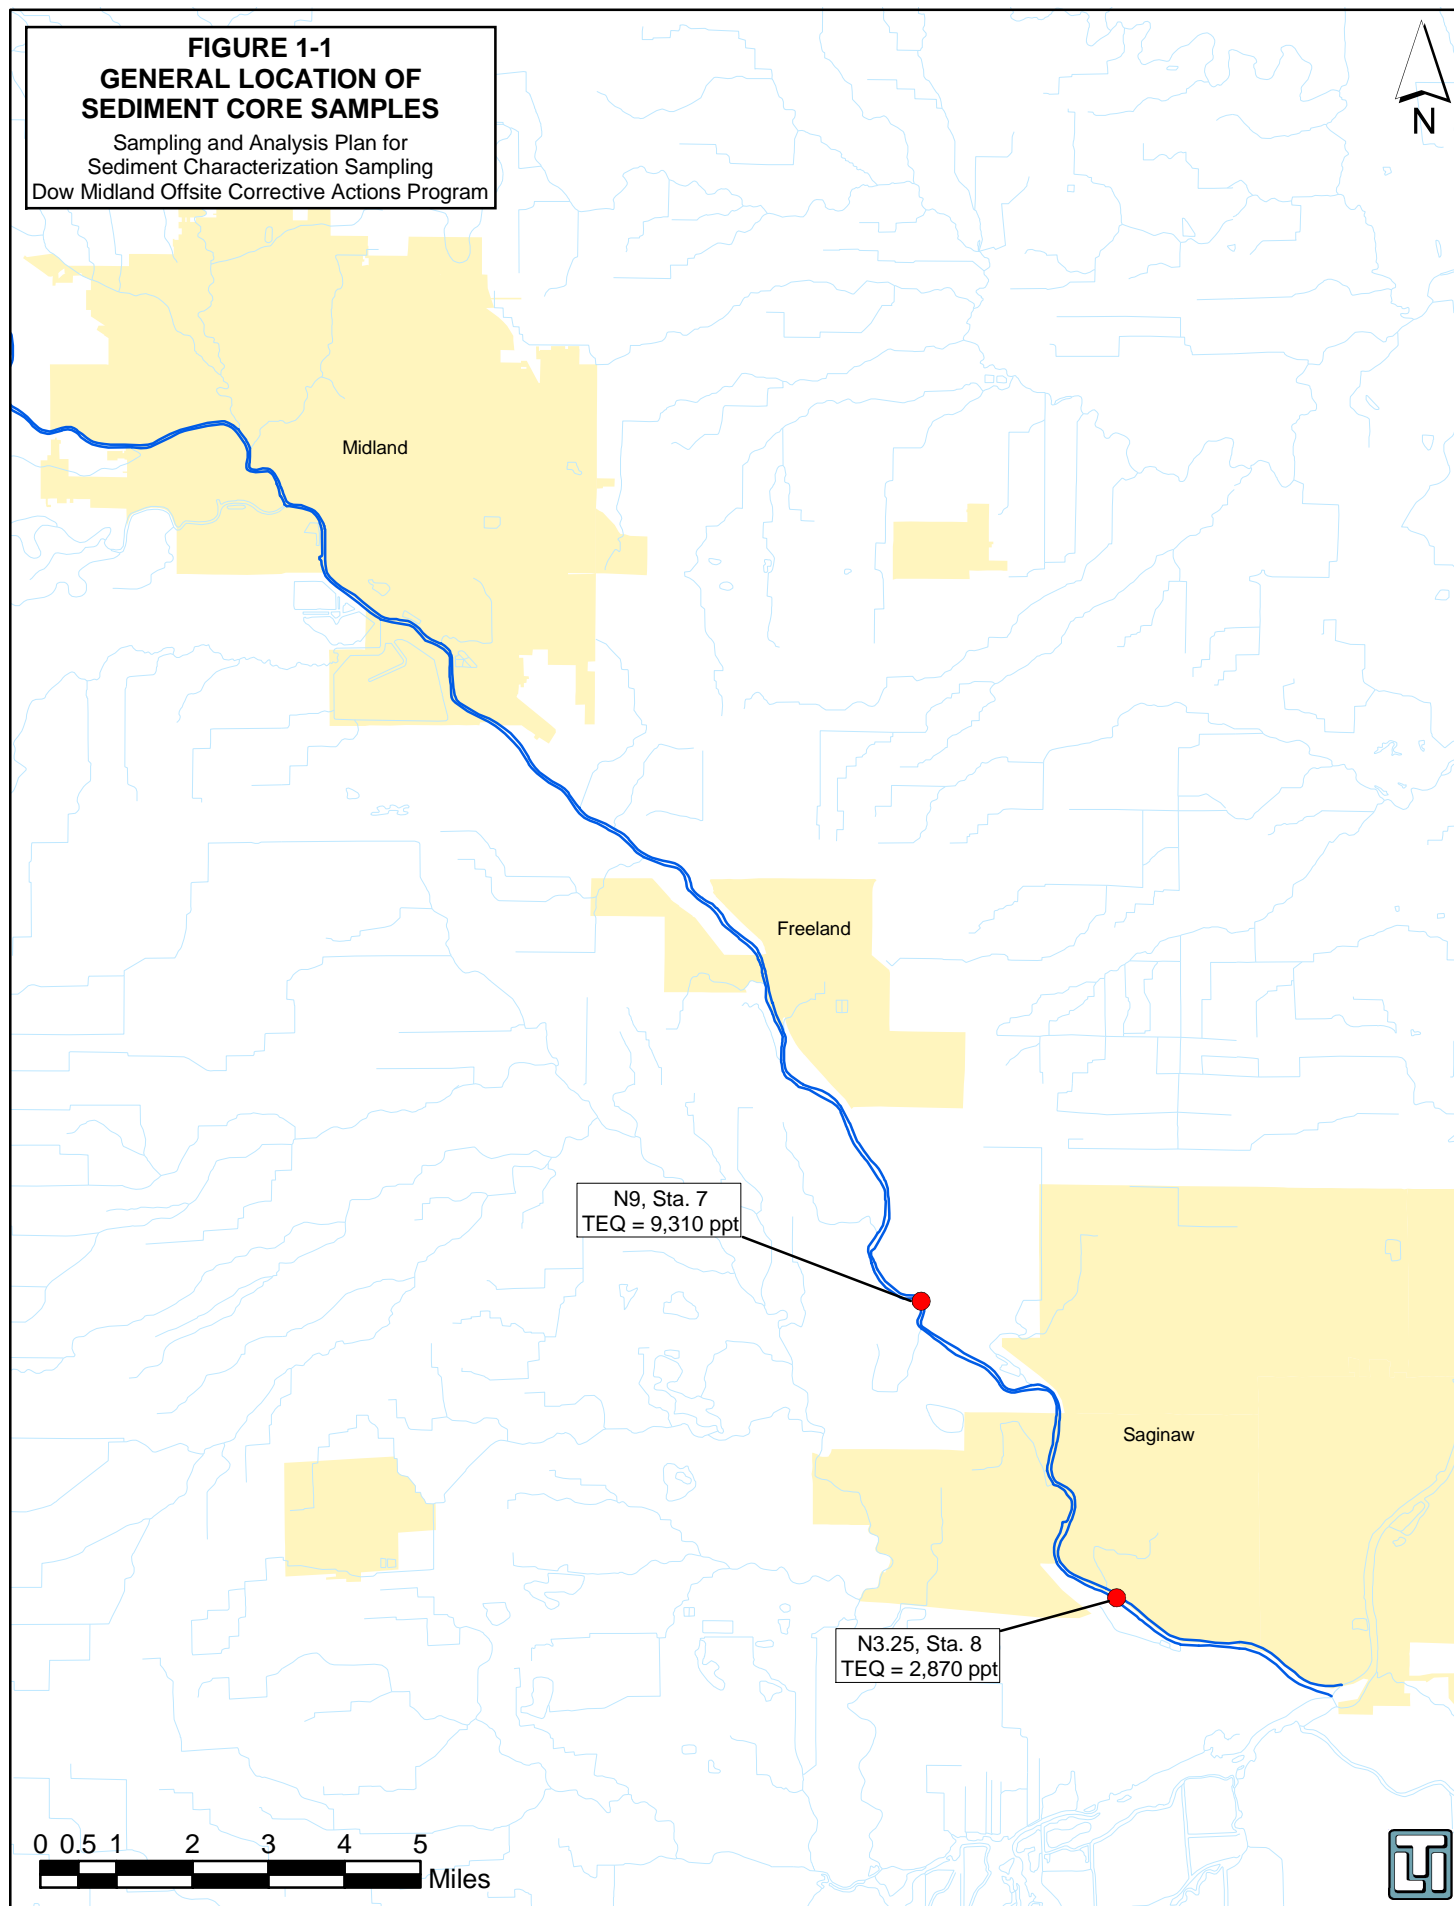 FIGURE 1-1
GENERAL LOCATION OF
SEDIMENT CORE SAMPLES
Sampling and Analysis Plan for
Sediment Characterization Sampling
Dow Midland Offsite Corrective Actions Program
N
Midland
Freeland
N9, Sta. 7
TEQ = 9,310 ppt
Saginaw
N3.25, Sta. 8
TEQ = 2,870 ppt
0 0.5 1 2 3 4 5
Miles
LTI